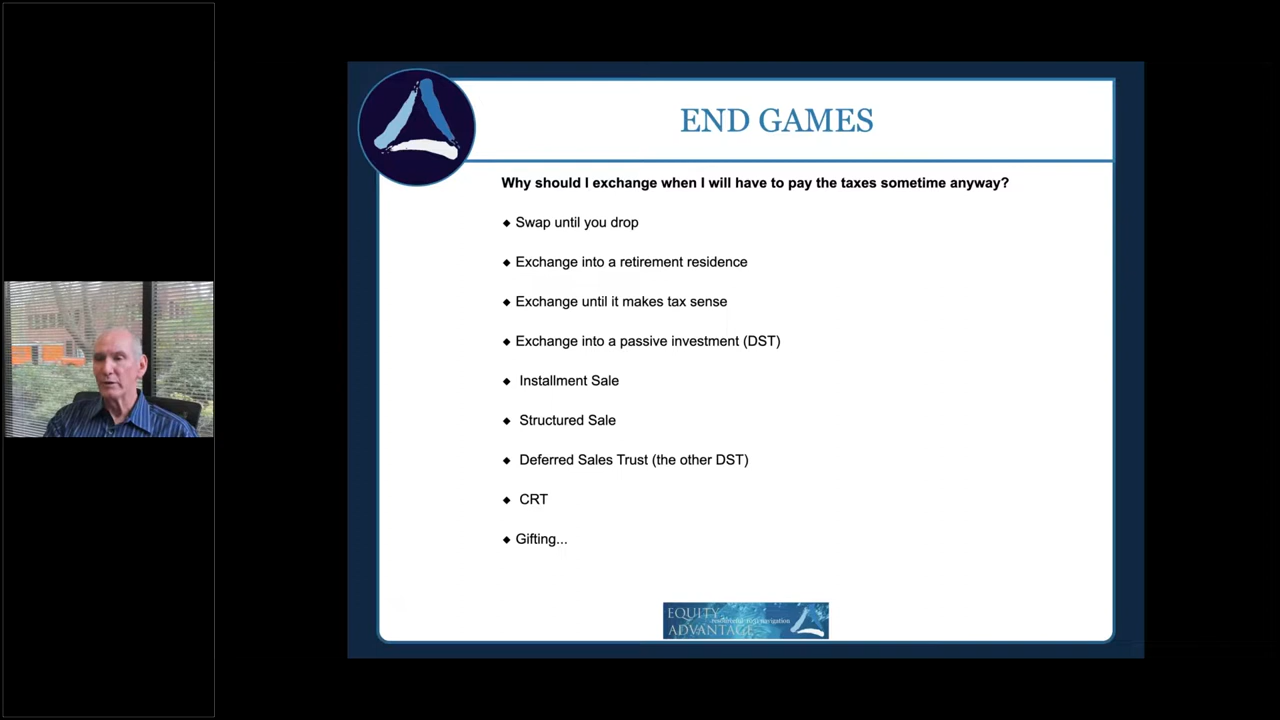 END GAMES
Why should I exchange when I will have to pay the taxes sometime anyway?
Swap until you drop
Exchange into a retirement residence
Exchange until it makes tax sense
Exchange into a passive investment (DST)
Installment Sale
Structured Sale
Deferred Sales Trust (the other DST)
CRT
Gifting...
EQUITY
ADVANTAGE